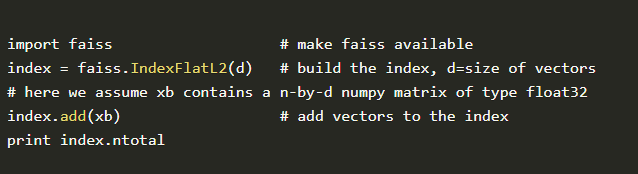 import faiss                   # make faiss available
index = faiss.IndexFlatL2(d)   # build the index, d=size of vectors
# here we assume xb contains a n-by-d numpy matrix of type float32
index.add(xb)                  # add vectors to the index
print index.ntotal